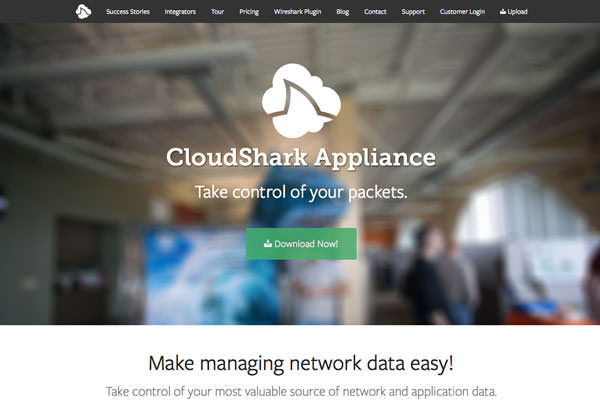 Success Stories Integrators Tour Pricing Wireshark Plugin Blog Contact Support Customer Login Upload
CloudShark Appliance
Take control of your packets.
Download Now!
Make managing network data easy!
Take control of your most valuable source of network and application data.